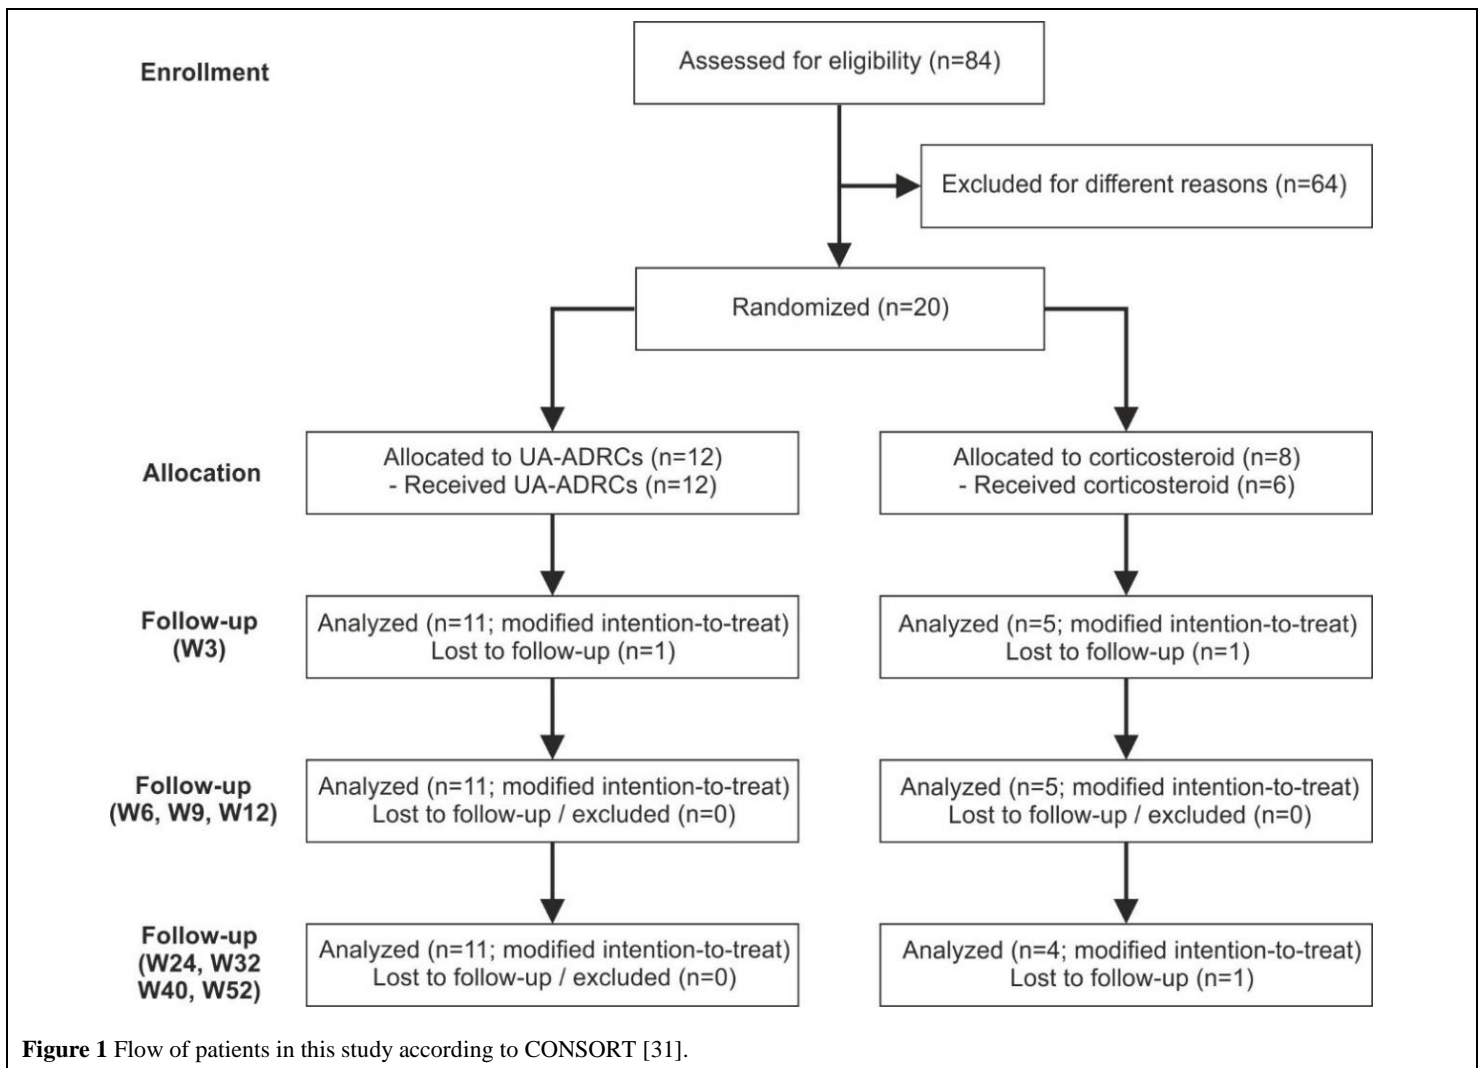 Enrollment
Assessed for eligibility (n=84)
Excluded for different reasons (n=64)
Randomized (n=20)
Allocation
Allocated to UA-ADRCs (n=12)
- Received UA-ADRCs (n=12)
Allocated to corticosteroid (n=8)
- Received corticosteroid (n=6)
Follow-up
(W3)
Analyzed (n=11; modified intention-to-treat)
Lost to follow-up (n=1)
Analyzed (n=5; modified intention-to-treat)
Lost to follow-up (n=1)
Follow-up
(W6, W9, W12)
Analyzed (n=11; modified intention-to-treat)
Lost to follow-up / excluded (n=0)
Analyzed (n=5; modified intention-to-treat)
Lost to follow-up / excluded (n=0)
Follow-up
(W24, W32
W40, W52)
Analyzed (n=11; modified intention-to-treat)
Lost to follow-up / excluded (n=0)
Analyzed (n=4; modified intention-to-treat)
Lost to follow-up (n=1)
Figure 1 Flow of patients in this study according to CONSORT [31].